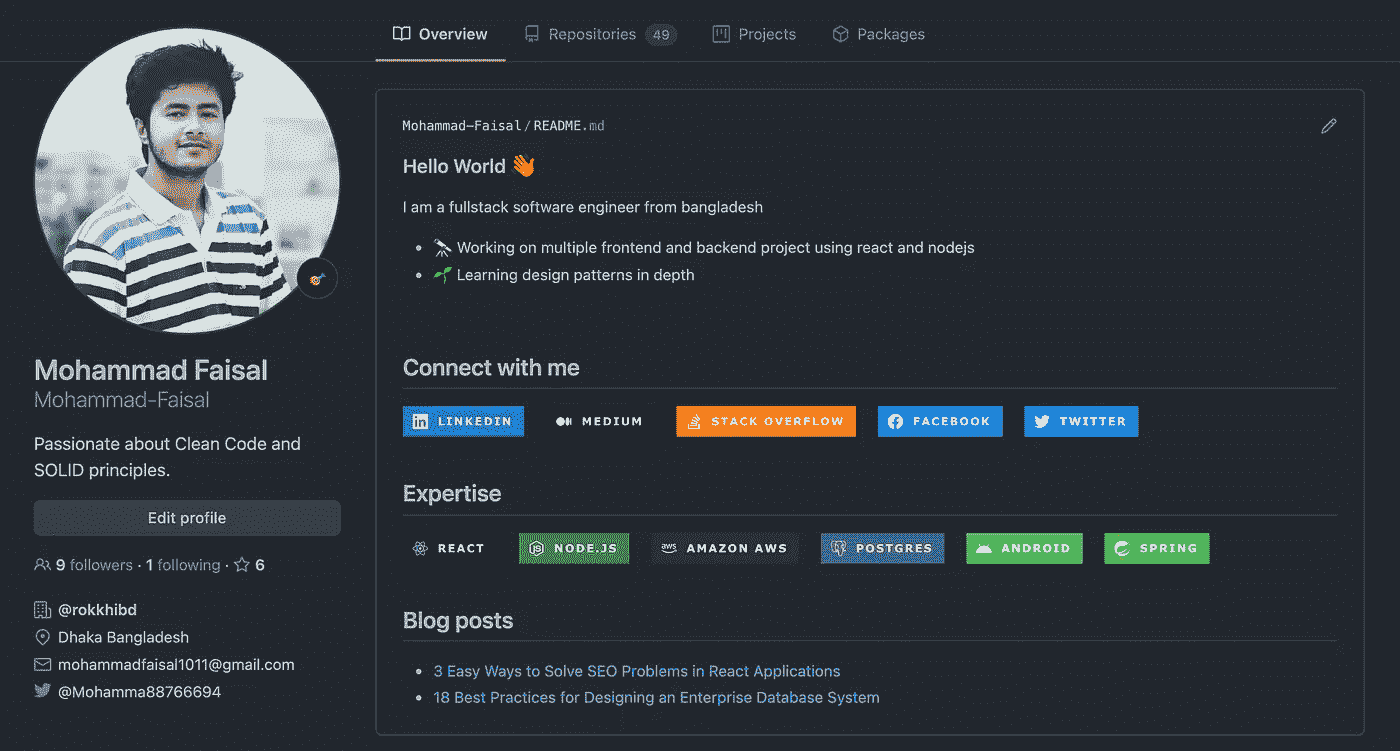 Overview Repositories 49 Projects Packages
Mohammad Faisal
Mohammad-Faisal
Passionate about Clean Code and
SOLID principles.
Edit profile
9 followers · 1 following · 6
@rokkhibd
Dhaka Bangladesh
mohammadfaisal1011@gmail.com
@Mohamma88766694
Mohammad-Faisal/README.md
Hello World
I am a fullstack software engineer from bangladesh
Working on multiple frontend and backend project using react and nodejs
Learning design patterns in depth
Connect with me
in LINKEDIN MEDIUM STACK OVERFLOW FACEBOOK TWITTER
Expertise
REACT JS NODE.JS aws AMAZON AWS POSTGRES ANDROID SPRING
Blog posts
3 Easy Ways to Solve SEO Problems in React Applications
18 Best Practices for Designing an Enterprise Database System